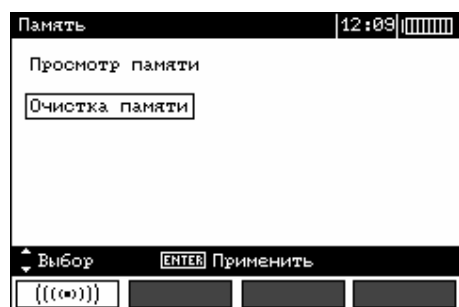 Память 12:09
Просмотр памяти
Очистка памяти
Выбор ENTER Применить